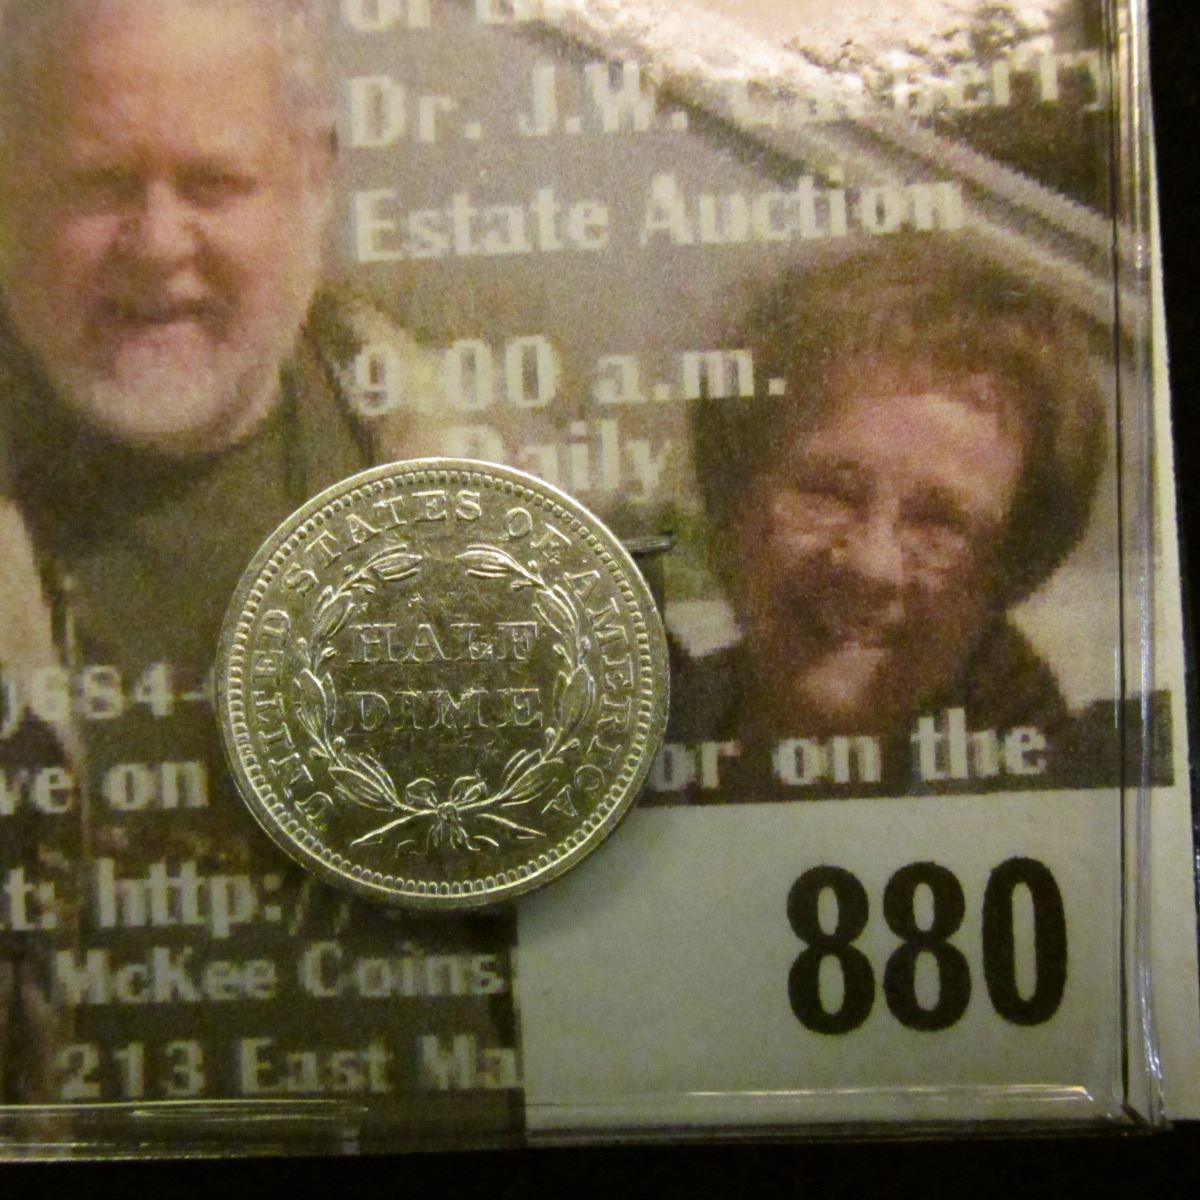 Dr. J.W.
Estate Auction
9:00 a.m.
Daily
UNITED STATES OF AMERICA
HALF
DIME
684-
or on the
ve on
t: http://
McKee Coins
213 East Ma
880